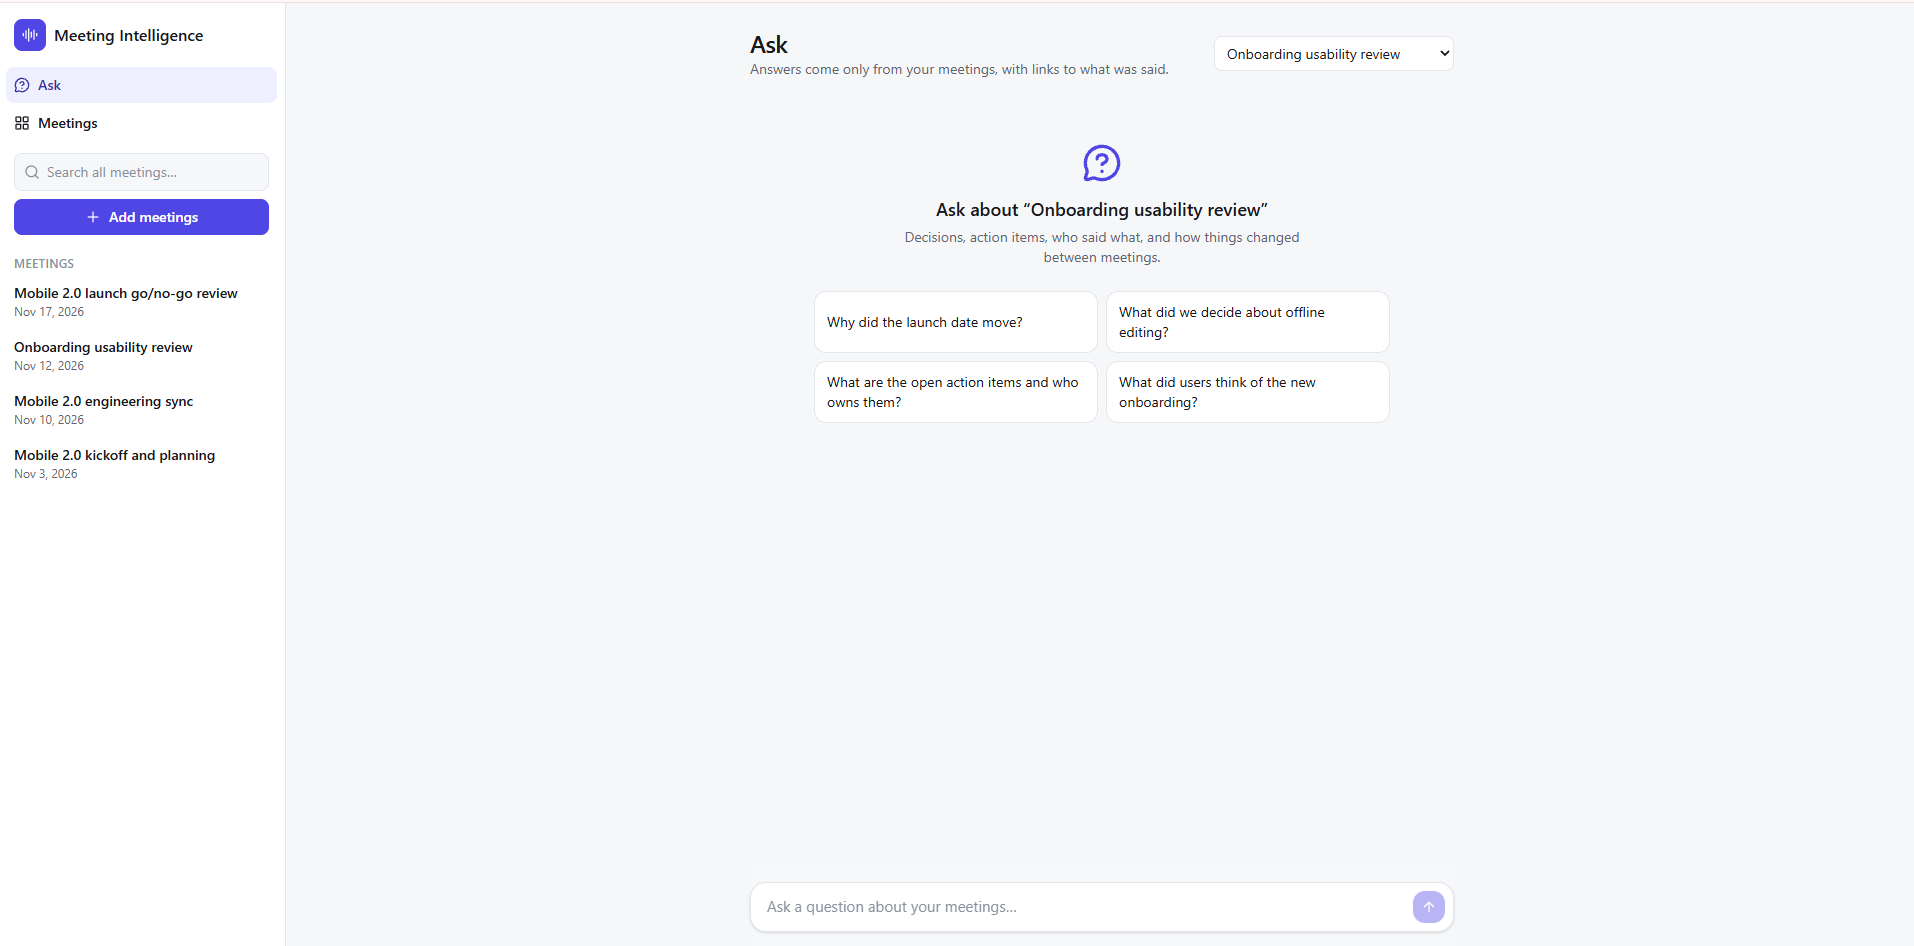 Meeting Intelligence
Ask
Meetings
Search all meetings...
Add meetings
MEETINGS
Mobile 2.0 launch go/no-go review
Nov 17, 2026
Onboarding usability review
Nov 12, 2026
Mobile 2.0 engineering sync
Nov 10, 2026
Mobile 2.0 kickoff and planning
Nov 3, 2026
Ask
Answers come only from your meetings, with links to what was said.
Onboarding usability review
Ask about “Onboarding usability review”
Decisions, action items, who said what, and how things changed
between meetings.
Why did the launch date move?
What did we decide about offline
editing?
What are the open action items and who
owns them?
What did users think of the new
onboarding?
Ask a question about your meetings...